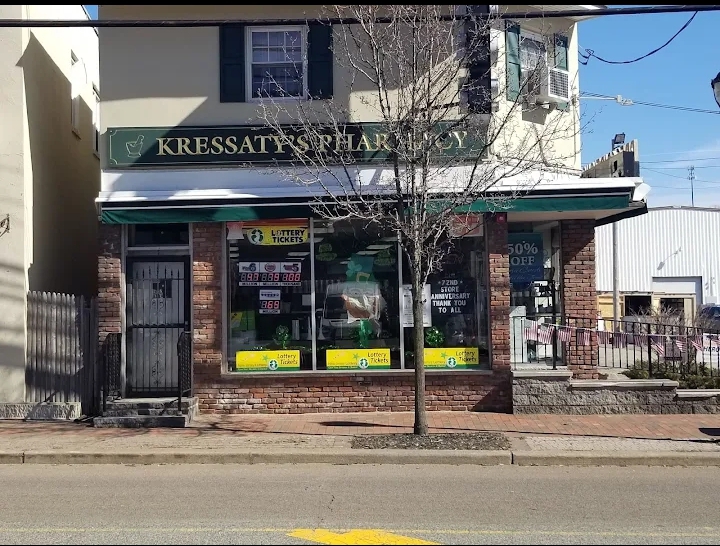 KRESSATY'S PHARMACY
LOTTERY
TICKETS
50%
OFF
*72ND*
STORE
ANNIVERSARY
THANK YOU
TO ALL
Lottery
Tickets
Lottery
Tickets
Lottery
Tickets